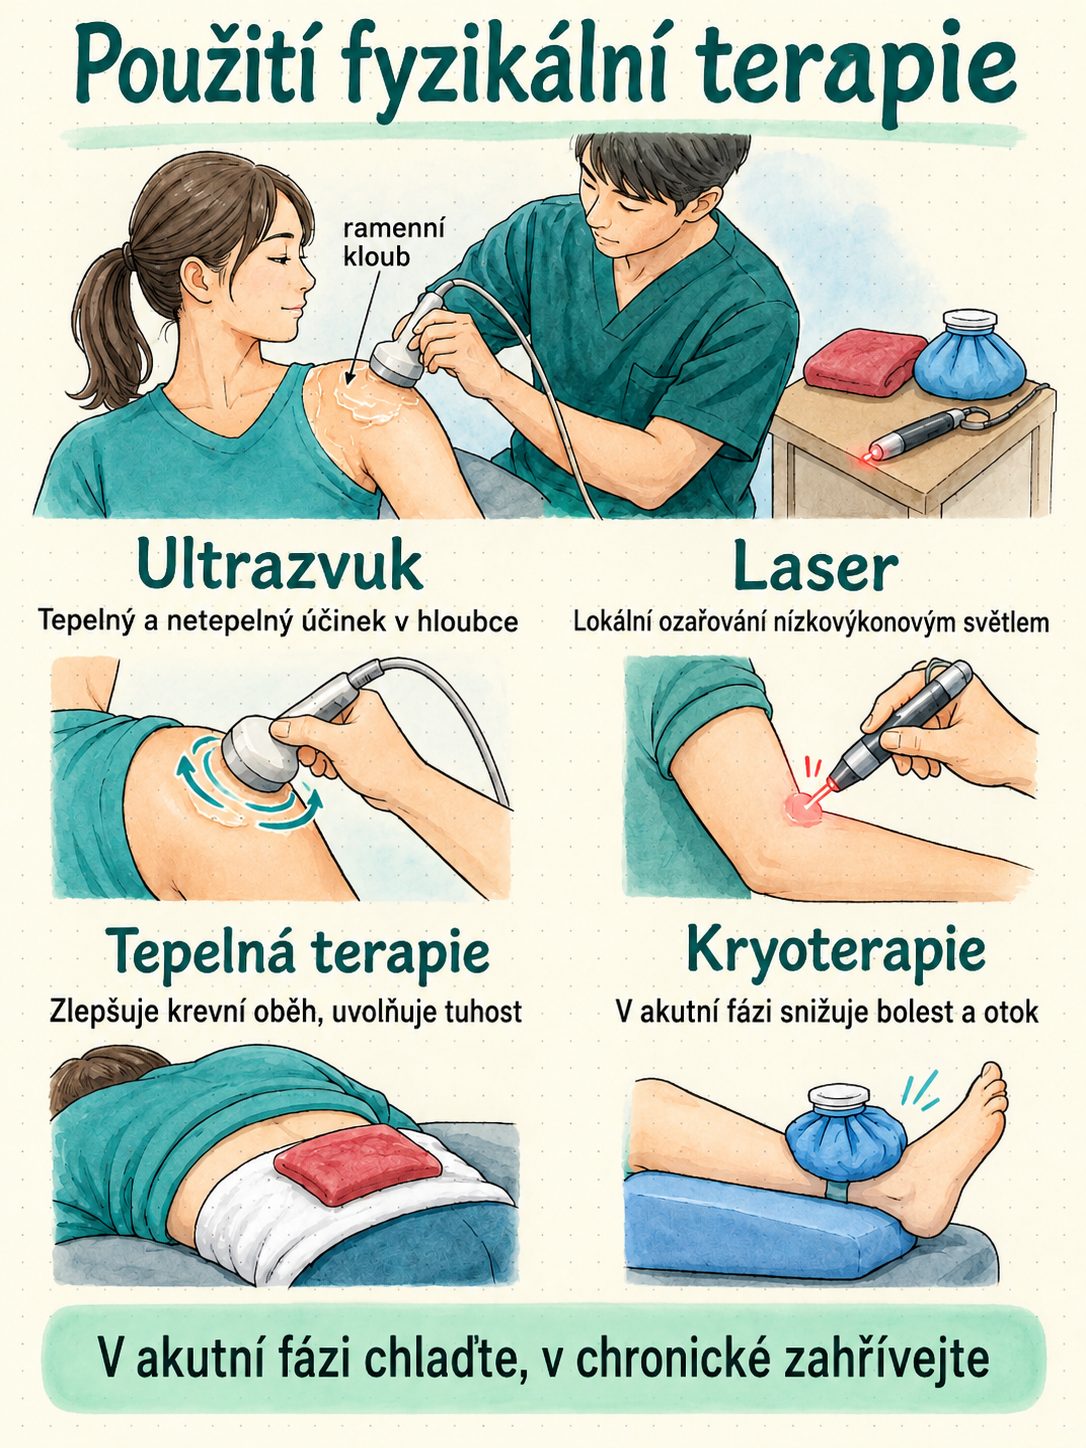 Použití fyzikální terapie
ramenní
kloub
Ultrazvuk
Tepelný a netepelný účinek v hloubce
Laser
Lokální ozařování nízkovýkonovým světlem
Tepelná terapie
Zlepšuje krevní oběh, uvolňuje tuhost
Kryoterapie
V akutní fázi snižuje bolest a otok
V akutní fázi chlaďte, v chronické zahřívejte